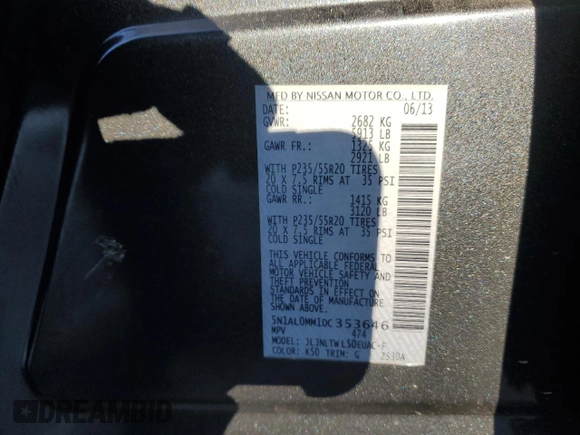 MFD BY NISSAN MOTOR CO., LTD.
DATE: 06/13
GVWR: 2682 KG
5913 LB
GAWR FR.: 1325 KG
2921 LB
WITH P235/55R20 TIRES
20 X 7.5 RIMS AT 35 PSI
COLD SINGLE
GAWR RR.: 1415 KG
3120 LB
WITH P235/55R20 TIRES
20 X 7.5 RIMS AT 35 PSI
COLD SINGLE
THIS VEHICLE CONFORMS TO
ALL APPLICABLE FEDERAL
MOTOR VEHICLE SAFETY AND
THEFT PREVENTION
STANDARDS IN EFFECT ON
THE DATE OF MANUFACTURE
SHOWN ABOVE.
5N1AL0MM1DC353646
MPV 474
MODEL: JLJNLTWL50EUAC-F
COLOR: K50 TRIM: G 2S30A
DREAMBID